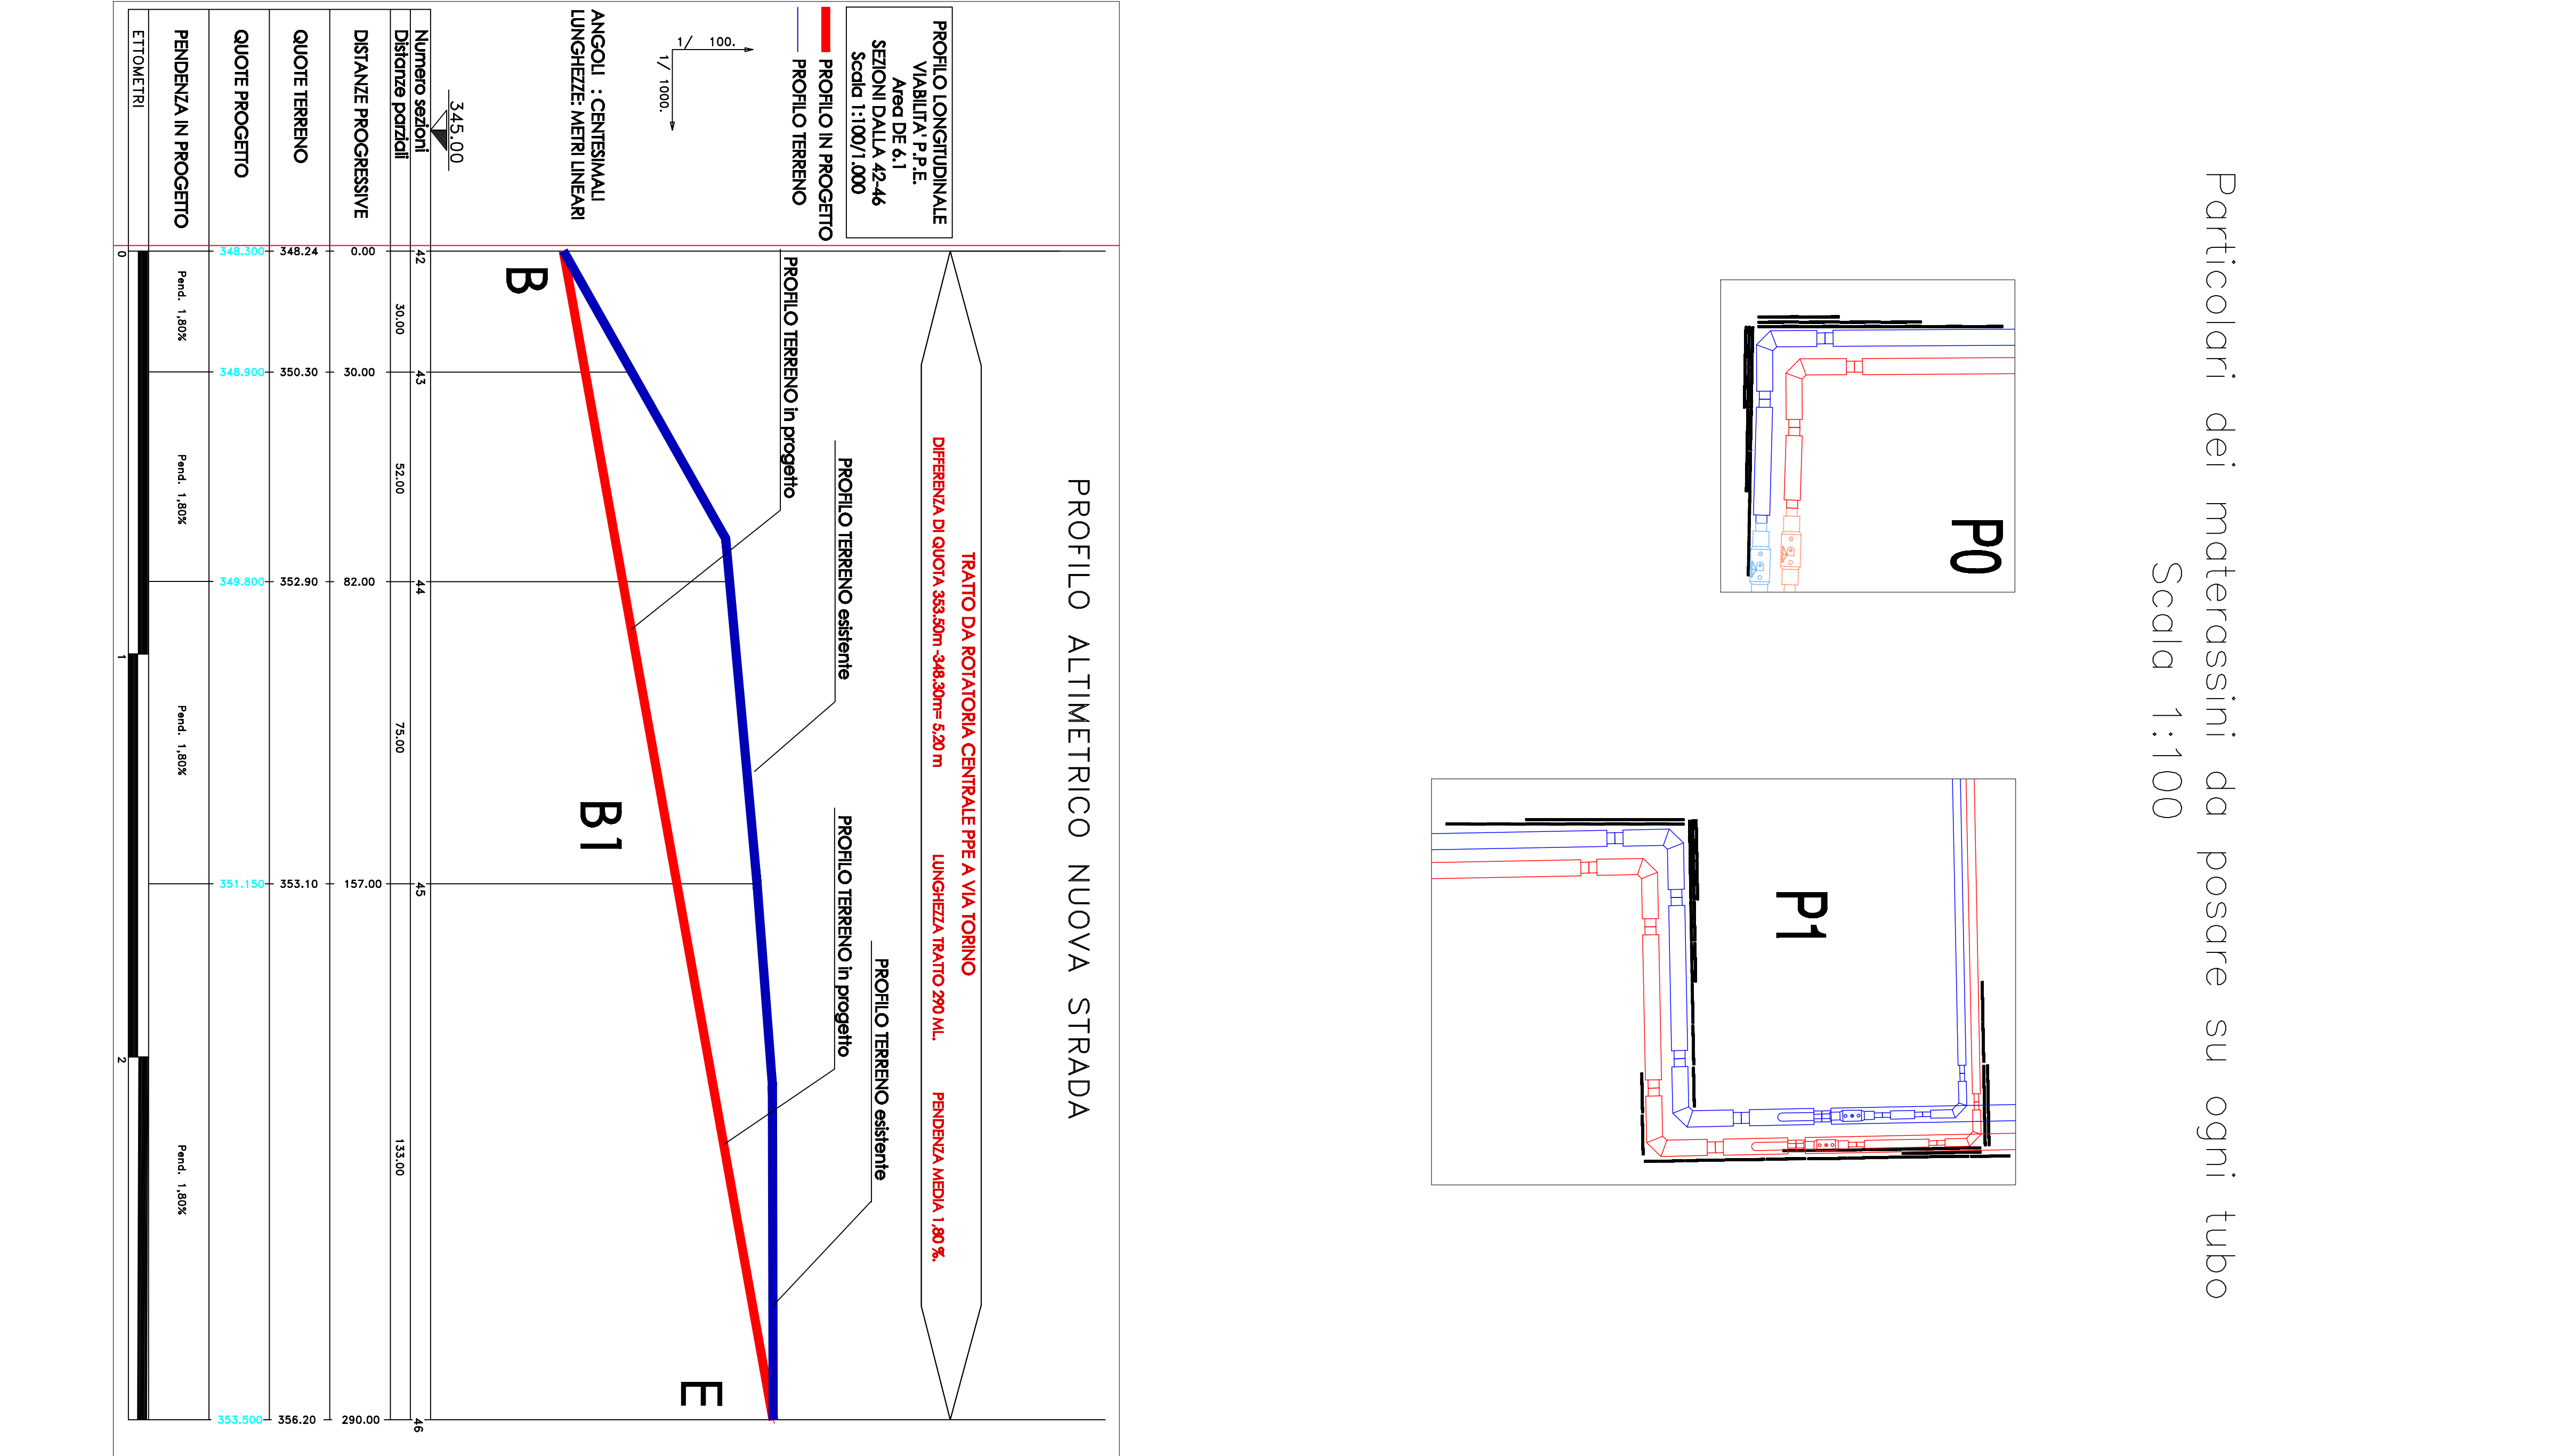 Particolari dei materassini da posare su ogni tubo
Scala 1:100
P0
P1
PROFILO ALTIMETRICO NUOVA STRADA
PROFILO LONGITUDINALE
VIABILITA' P.P.E.
Area DE 6.1
SEZIONI DALLA 42-46
Scala 1:100/1.000
TRATTO DA ROTATORIA CENTRALE PPE A VIA TORINO
DIFFERENZA DI QUOTA 353.50m -348.30m= 5,20 m
LUNGHEZZA TRATTO 290 ML.
PENDENZA MEDIA 1,80 %.
PROFILO IN PROGETTO
PROFILO TERRENO
PROFILO TERRENO in progetto
PROFILO TERRENO esistente
PROFILO TERRENO in progetto
PROFILO TERRENO esistente
1/ 100.
1/ 1000.
ANGOLI : CENTESIMALI
LUNGHEZZE: METRI LINEARI
B
B1
E
345.00
Numero sezioni 42 43 44 45 46
Distanze parziali 30.00 52.00 75.00 133.00
DISTANZE PROGRESSIVE 0.00 30.00 82.00 157.00 290.00
QUOTE TERRENO 348.24 350.30 352.90 353.10 356.20
QUOTE PROGETTO 348.300 348.900 349.800 351.150 353.500
PENDENZA IN PROGETTO Pend. 1,80% Pend. 1,80% Pend. 1,80% Pend. 1,80%
ETTOMETRI 0 1 2